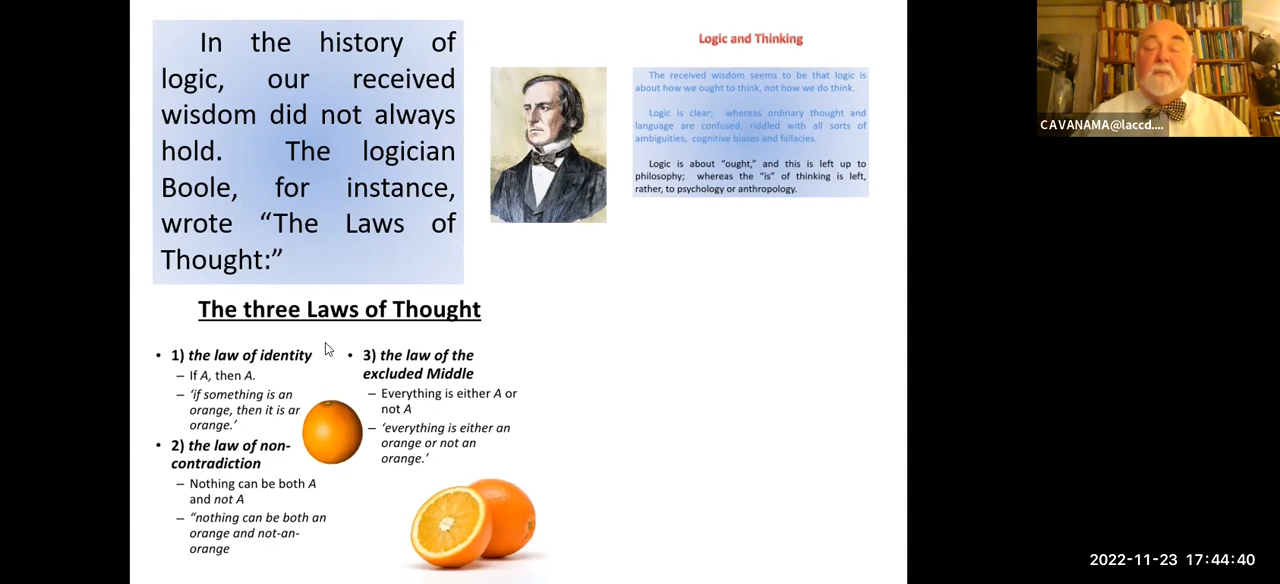 In the history of
logic, our received
wisdom did not always
hold. The logician
Boole, for instance,
wrote “The Laws of
Thought:”
Logic and Thinking
The received wisdom seems to be that logic is
about how we ought to think, not how we do think.
Logic is clear; whereas ordinary thought and
language are confused, riddled with all sorts of
ambiguities, cognitive biases and fallacies.
Logic is about “ought,” and this is left up to
philosophy; whereas the “is” of thinking is left,
rather, to psychology or anthropology.
CAVANAMA@laccd....
The three Laws of Thought
• 1) the law of identity
– If A, then A.
– ‘if something is an
orange, then it is an
orange.’
• 2) the law of non-
contradiction
– Nothing can be both A
and not A
– “nothing can be both an
orange and not-an-
orange
• 3) the law of the
excluded Middle
– Everything is either A or
not A
– ‘everything is either an
orange or not an
orange.’
2022-11-23 17:44:40